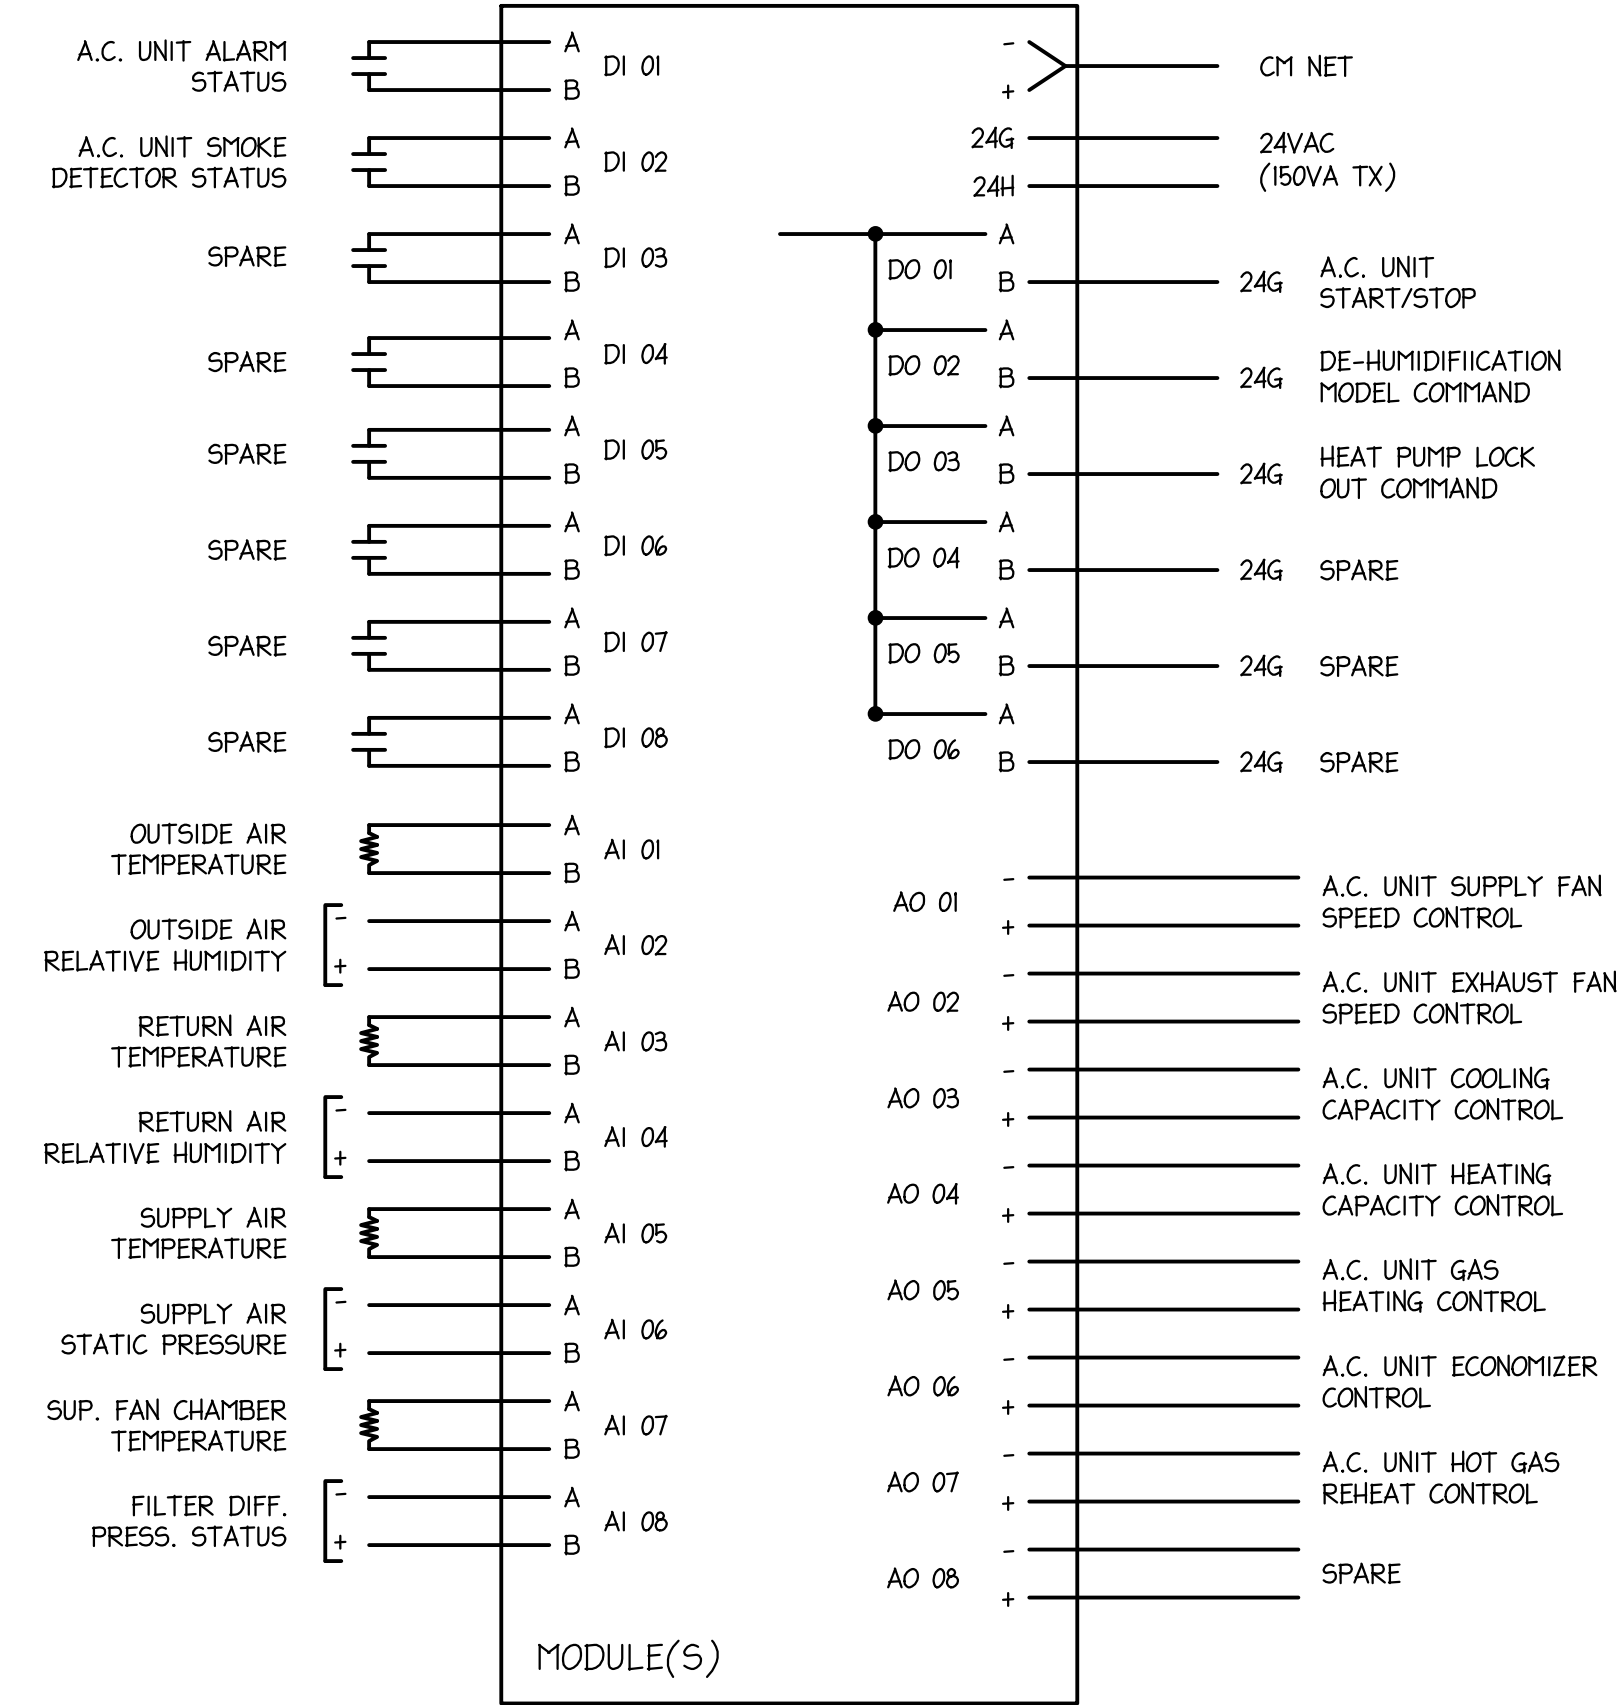 A.C. UNIT ALARM
STATUS
A
B
DI 01
A.C. UNIT SMOKE
DETECTOR STATUS
A
B
DI 02
SPARE
A
B
DI 03
SPARE
A
B
DI 04
SPARE
A
B
DI 05
SPARE
A
B
DI 06
SPARE
A
B
DI 07
SPARE
A
B
DI 08
OUTSIDE AIR
TEMPERATURE
A
B
AI 01
OUTSIDE AIR
RELATIVE HUMIDITY
-
+
A
B
AI 02
RETURN AIR
TEMPERATURE
A
B
AI 03
RETURN AIR
RELATIVE HUMIDITY
-
+
A
B
AI 04
SUPPLY AIR
TEMPERATURE
A
B
AI 05
SUPPLY AIR
STATIC PRESSURE
-
+
A
B
AI 06
SUP. FAN CHAMBER
TEMPERATURE
A
B
AI 07
FILTER DIFF.
PRESS. STATUS
-
+
A
B
AI 08
-
+
CM NET
24G
24H
24VAC
(150VA TX)
DO 01
A
B
24G
A.C. UNIT
START/STOP
DO 02
A
B
24G
DE-HUMIDIFIICATION
MODEL COMMAND
DO 03
A
B
24G
HEAT PUMP LOCK
OUT COMMAND
DO 04
A
B
24G SPARE
DO 05
A
B
24G SPARE
DO 06
A
B
24G SPARE
AO 01
-
+
A.C. UNIT SUPPLY FAN
SPEED CONTROL
AO 02
-
+
A.C. UNIT EXHAUST FAN
SPEED CONTROL
AO 03
-
+
A.C. UNIT COOLING
CAPACITY CONTROL
AO 04
-
+
A.C. UNIT HEATING
CAPACITY CONTROL
AO 05
-
+
A.C. UNIT GAS
HEATING CONTROL
AO 06
-
+
A.C. UNIT ECONOMIZER
CONTROL
AO 07
-
+
A.C. UNIT HOT GAS
REHEAT CONTROL
AO 08
-
+
SPARE
MODULE(S)